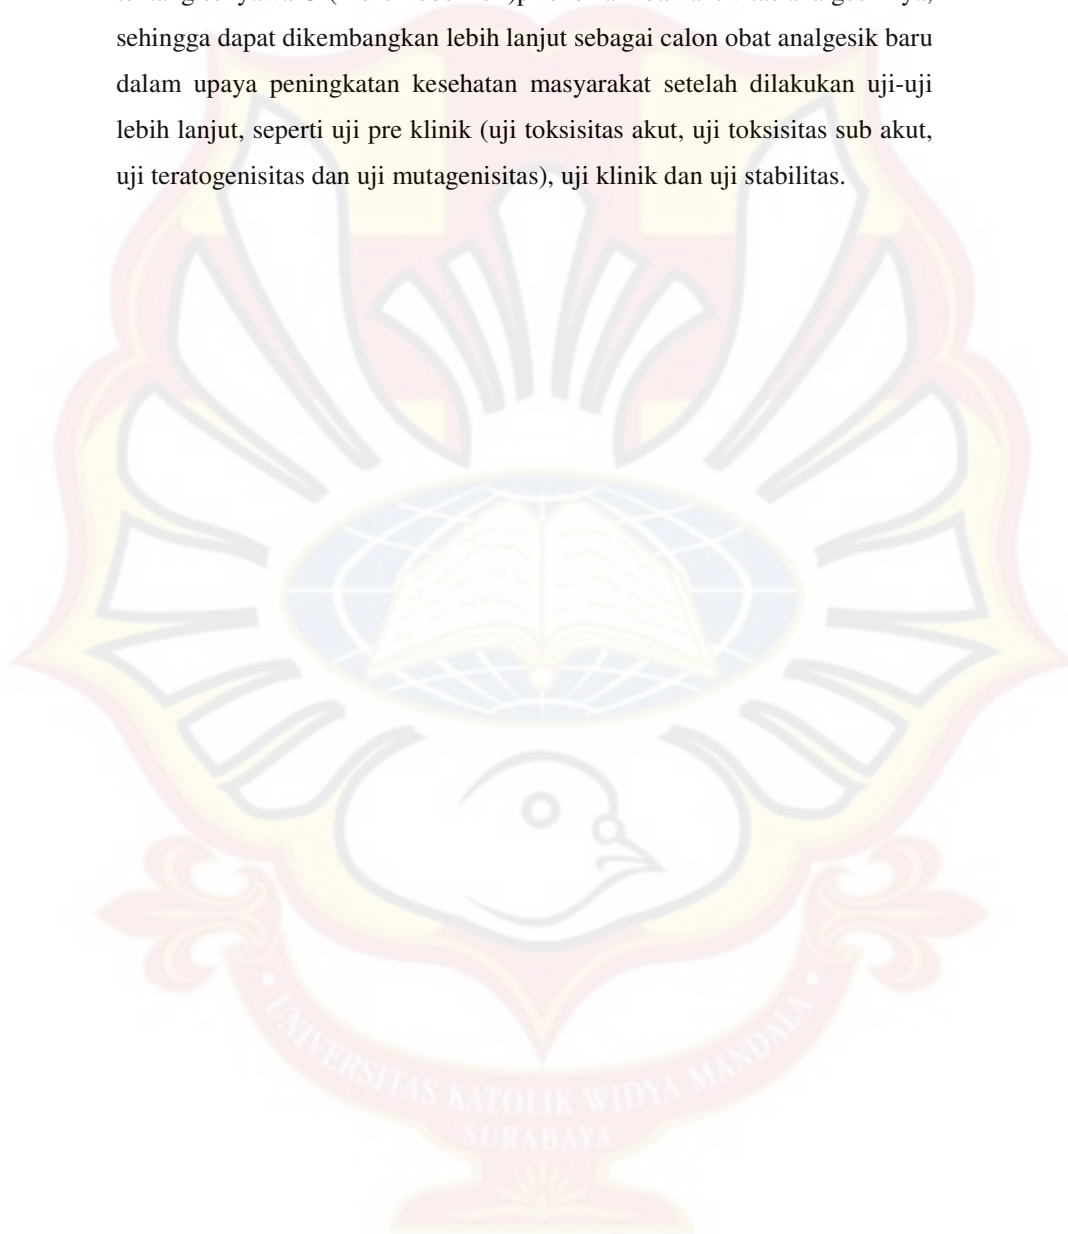 sehingga dapat dikembangkan lebih lanjut sebagai calon obat analgesik baru
dalam upaya peningkatan kesehatan masyarakat setelah dilakukan uji-uji
lebih lanjut, seperti uji pre klinik (uji toksisitas akut, uji toksisitas sub akut,
uji teratogenisitas dan uji mutagenisitas), uji klinik dan uji stabilitas.
• UNIVERSITAS KATOLIK WIDYA MANDALA •
SURABAYA